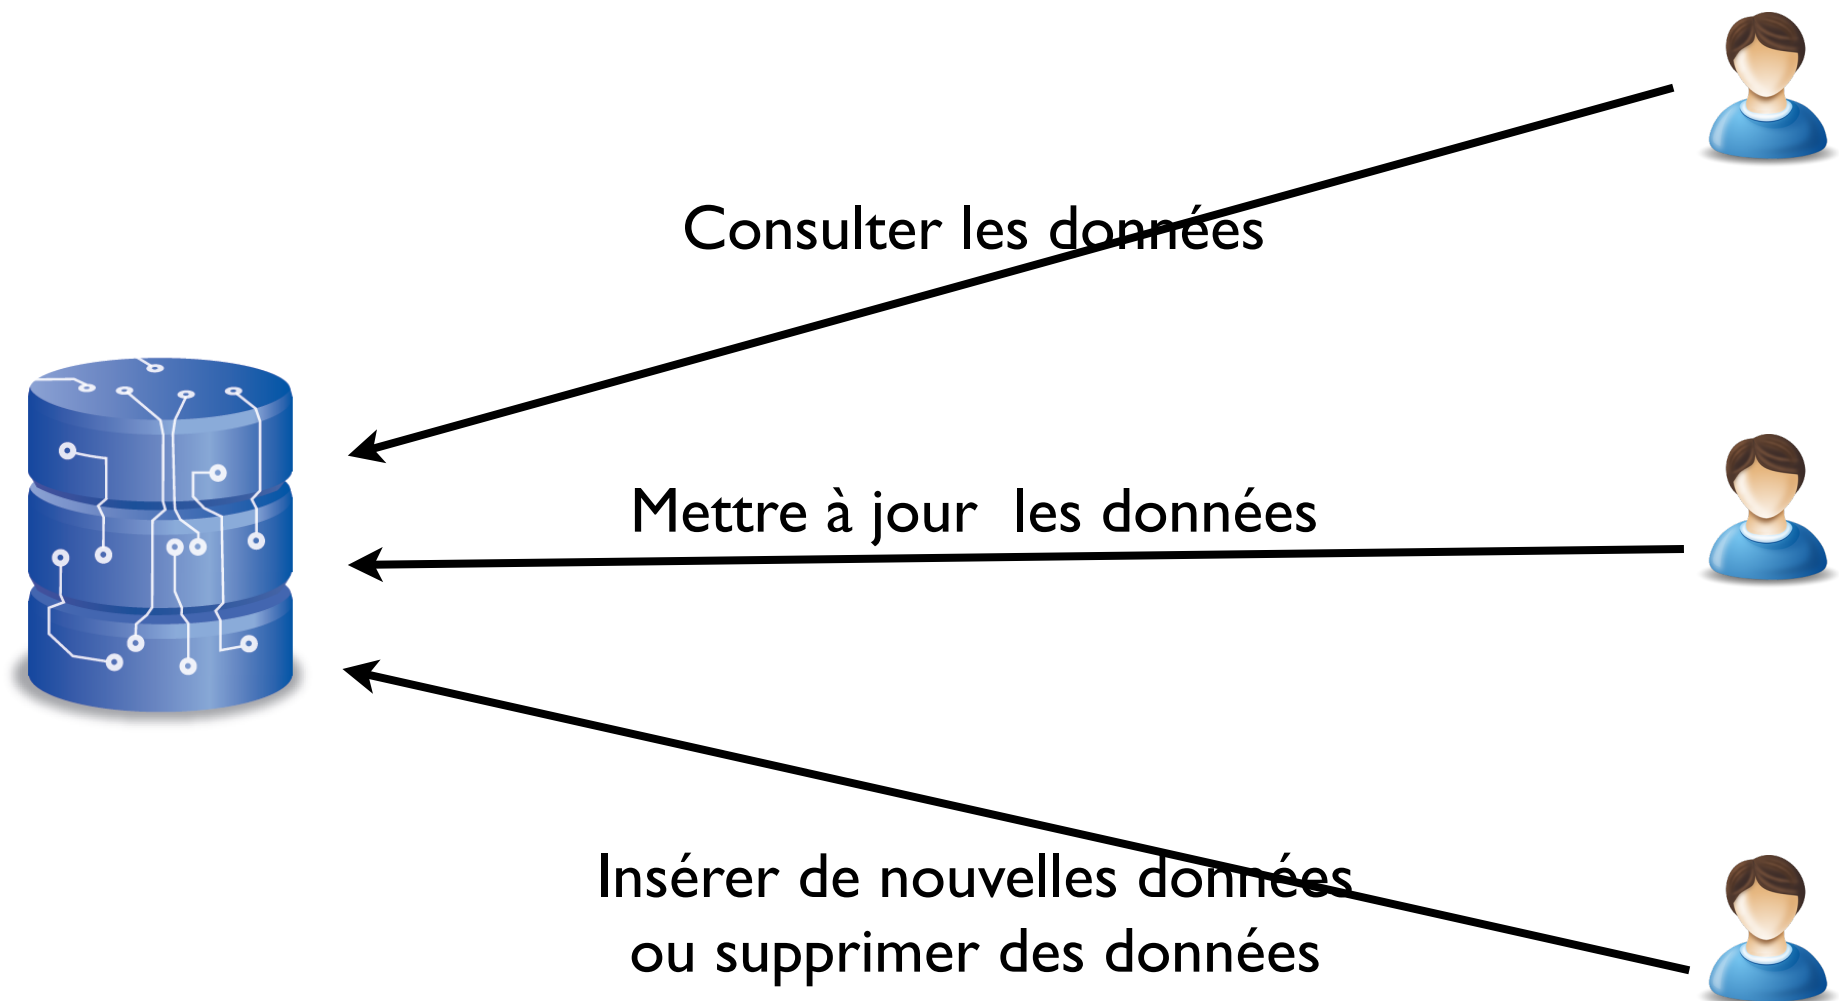 Consulter les données
Mettre à jour les données
Insérer de nouvelles données
ou supprimer des données